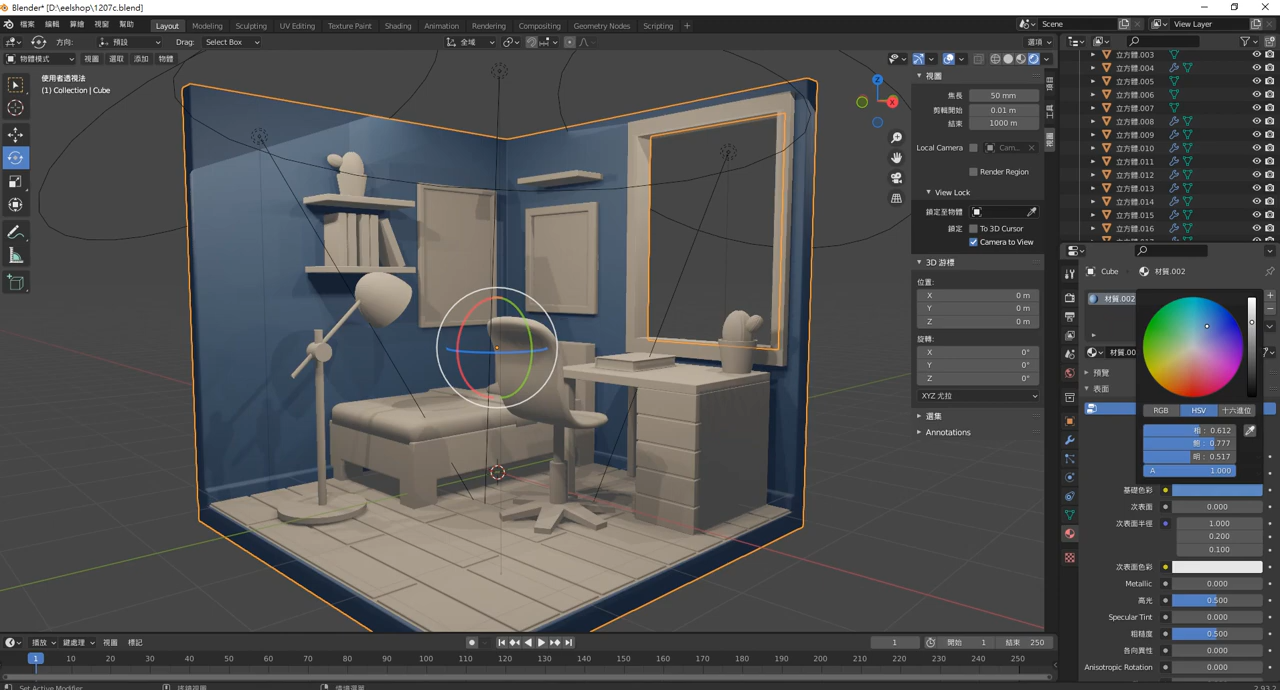 Blender* [D:\eelshop\1207c.blend]
檔案 編輯 繪製 視窗 幫助 Layout Modeling Sculpting UV Editing Texture Paint Shading Animation Rendering Compositing Geometry Nodes Scripting + Scene View Layer
方向: 預設 Drag: Select Box 全域 選項
物體模式 視圖 選取 添加 物體
使用者透視法
(1) Collection | Cube
Z
X
視圖
焦長 50 mm
剪輯開始 0.01 m
結束 1000 m
Local Camera Cam...
Render Region
View Lock
鎖定至物體
鎖定 To 3D Cursor
Camera to View
3D 游標
位置:
X 0 m
Y 0 m
Z 0 m
旋轉:
X 0°
Y 0°
Z 0°
XYZ 尤拉
選集
Annotations
項目
工具
視圖
立方體.003
立方體.004
立方體.005
立方體.006
立方體.007
立方體.008
立方體.009
立方體.010
立方體.011
立方體.012
立方體.013
立方體.014
立方體.015
立方體.016
Cube 材質.002
材質.002
材質.00
預覽
表面
RGB HSV 十六進位
相: 0.612
飽: 0.777
明: 0.517
A 1.000
基礎色彩
次表面 0.000
次表面半徑 1.000
0.200
0.100
次表面色彩
Metallic 0.000
高光 0.500
Specular Tint 0.000
粗糙度 0.500
各向異性 0.000
Anisotropic Rotation 0.000
播放 鍵處理 視圖 標記 1 開始 1 結束 250
1 10 20 30 40 50 60 70 80 90 100 110 120 130 140 150 160 170 180 190 200 210 220 230 240 250
Set Active Modifier